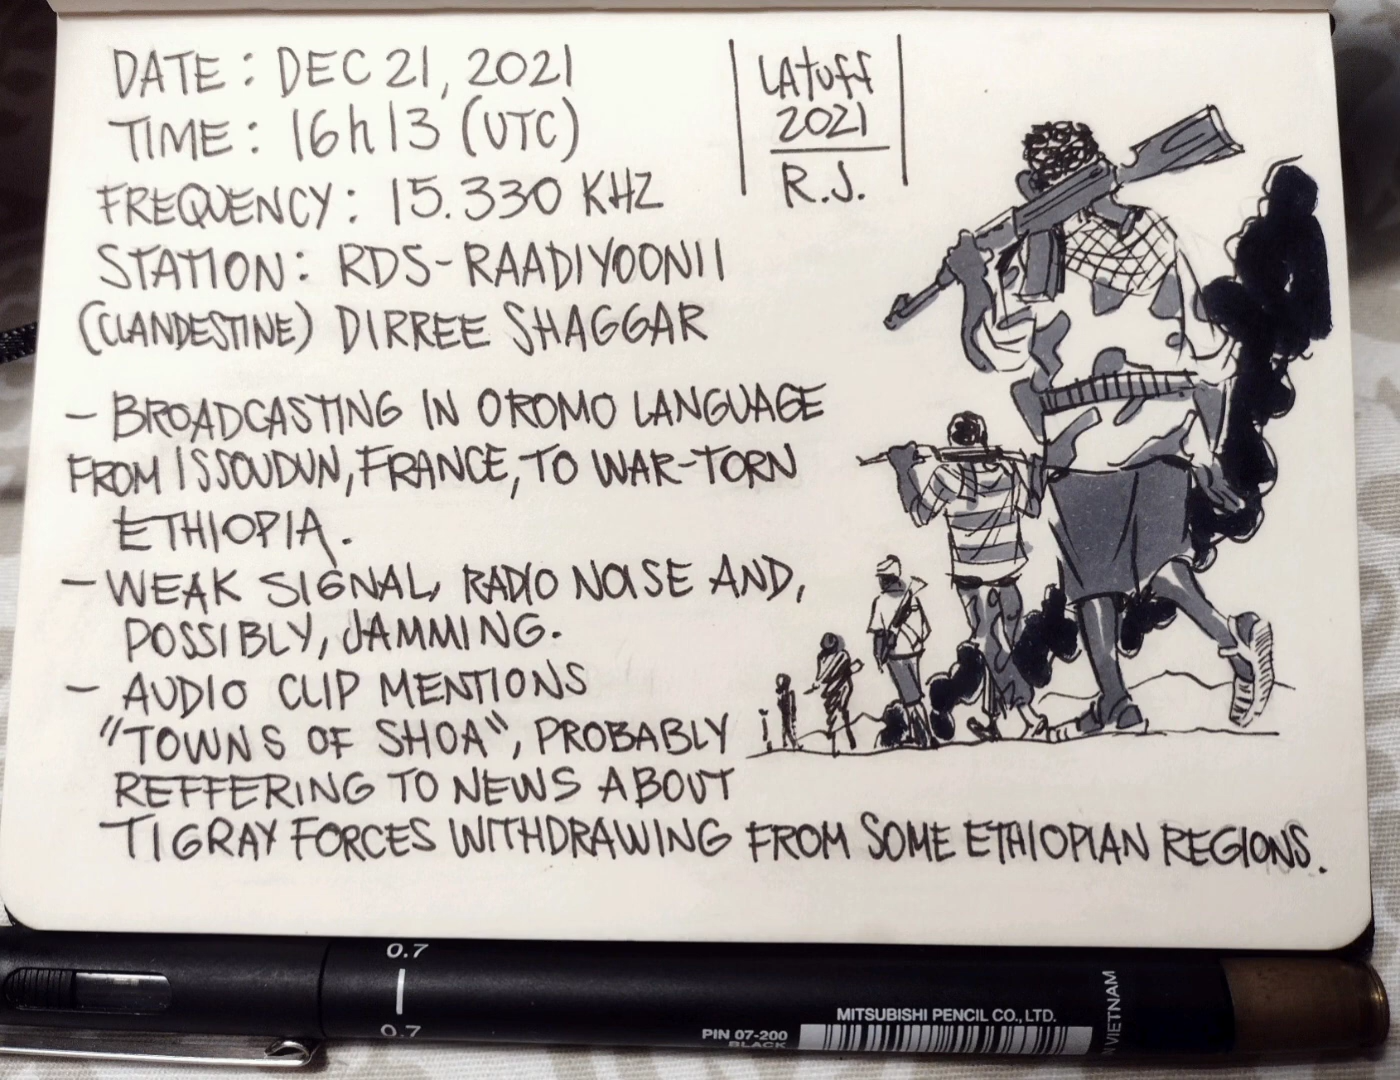 DATE: DEC 21, 2021
TIME: 16h13 (UTC)
FREQUENCY: 15.330 KHZ
STATION: RDS-RAADIYOONII
(CLANDESTINE) DIRREE SHAGGAR
LATUFF
2021
R.J.
- BROADCASTING IN OROMO LANGUAGE
FROM ISSOUDUN, FRANCE, TO WAR-TORN
ETHIOPIA.
- WEAK SIGNAL, RADIO NOISE AND,
POSSIBLY, JAMMING.
- AUDIO CLIP MENTIONS
"TOWNS OF SHOA", PROBABLY
REFFERING TO NEWS ABOUT
TIGRAY FORCES WITHDRAWING FROM SOME ETHIOPIAN REGIONS.
0.7
0.7
PIN 07-200
BLACK
MITSUBISHI PENCIL CO., LTD.
VIETNAM